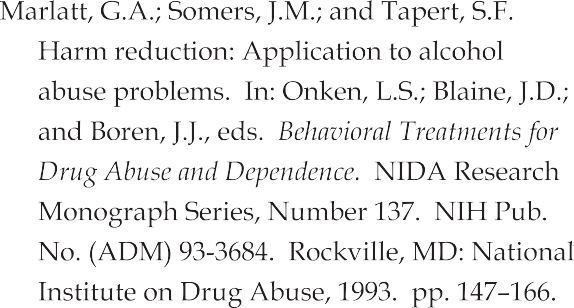 Marlatt, G.A.; Somers, J.M.; and Tapert, S.F.
Harm reduction: Application to alcohol
abuse problems.  In: Onken, L.S.; Blaine, J.D.;
and Boren, J.J., eds.  Behavioral Treatments for
Drug Abuse and Dependence.  NIDA Research
Monograph Series, Number 137.  NIH Pub.
No. (ADM) 93-3684.  Rockville, MD: National
Institute on Drug Abuse, 1993.  pp. 147–166.